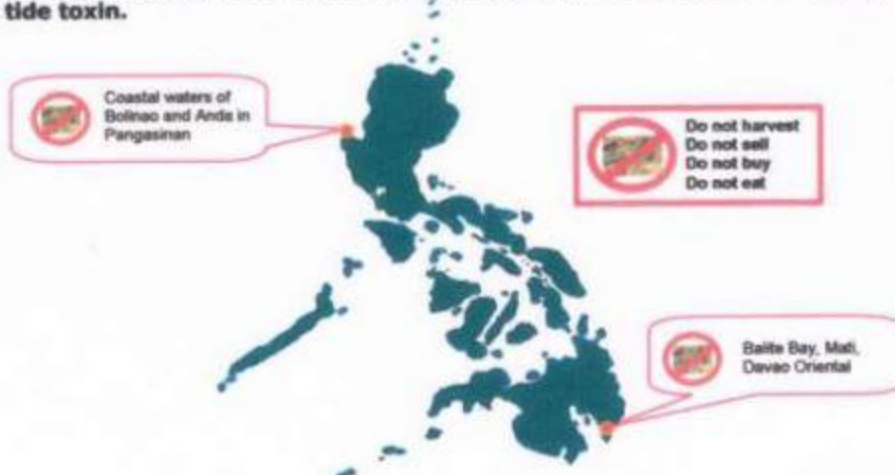 tide toxin.
Coastal waters of
Bolinao and Anda in
Pangasinan
Do not harvest
Do not sell
Do not buy
Do not eat
Balite Bay, Mati,
Davao Oriental